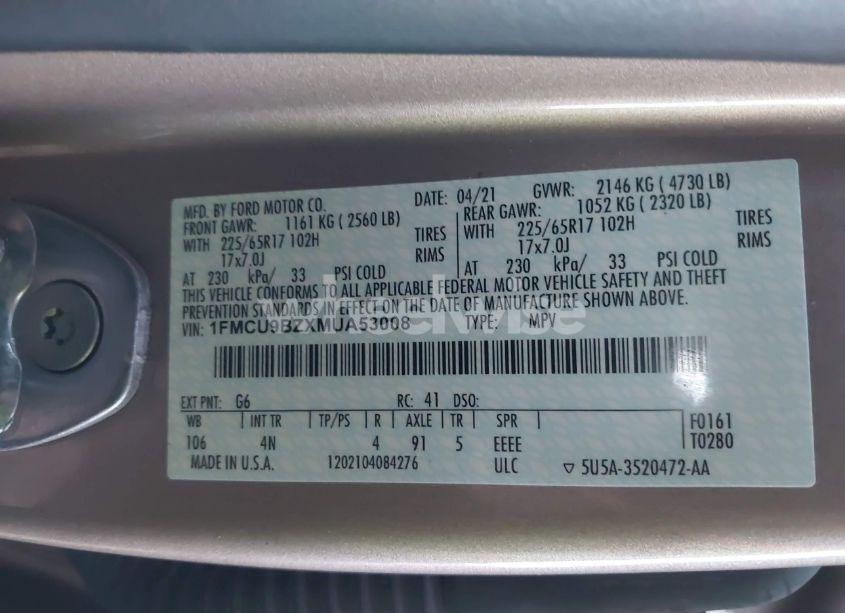 MFD. BY FORD MOTOR CO. DATE: 04/21 GVWR: 2146 KG ( 4730 LB)
FRONT GAWR: 1161 KG ( 2560 LB) REAR GAWR: 1052 KG ( 2320 LB)
WITH 225/65R17 102H TIRES WITH 225/65R17 102H TIRES
17x7.0J RIMS 17x7.0J RIMS
AT 230 kPa/ 33 PSI COLD AT 230 kPa/ 33 PSI COLD
THIS VEHICLE CONFORMS TO ALL APPLICABLE FEDERAL MOTOR VEHICLE SAFETY AND THEFT
PREVENTION STANDARDS IN EFFECT ON THE DATE OF MANUFACTURE SHOWN ABOVE.
VIN: 1FMCU9BZXMUA53008 TYPE: MPV
EXT PNT: G6 RC: 41 DSO:
WB INT TR TP/PS R AXLE TR SPR F0161
106 4N 4 91 5 EEEE T0280
MADE IN U.S.A. 1202104084276 ULC ▽ 5U5A-3520472-AA